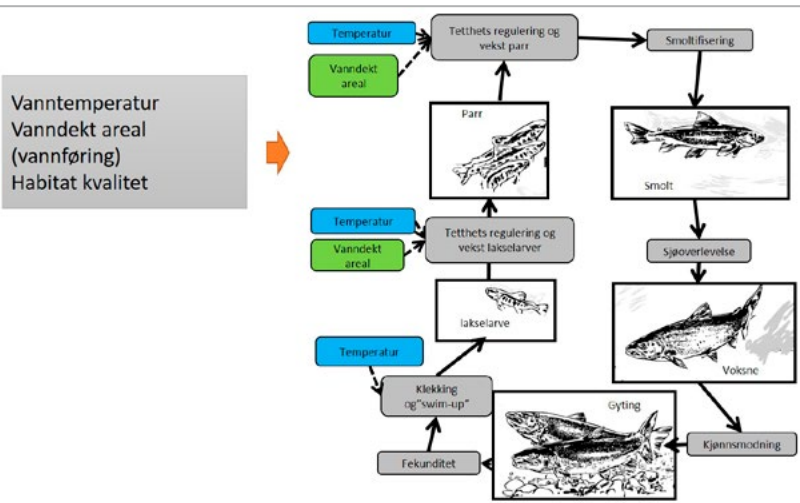 Vanntemperatur
Vanndekt areal
(vannføring)
Habitat kvalitet
Temperatur
Vanndekt
areal
Tetthets regulering og
vekst parr
Smoltifisering
Parr
Smolt
Temperatur
Vanndekt
areal
Tetthets regulering og
vekst lakselarver
Sjøoverlevelse
lakselarve
Voksne
Temperatur
Klekking
og"swim-up"
Gyting
Kjønnsmodning
Fekunditet